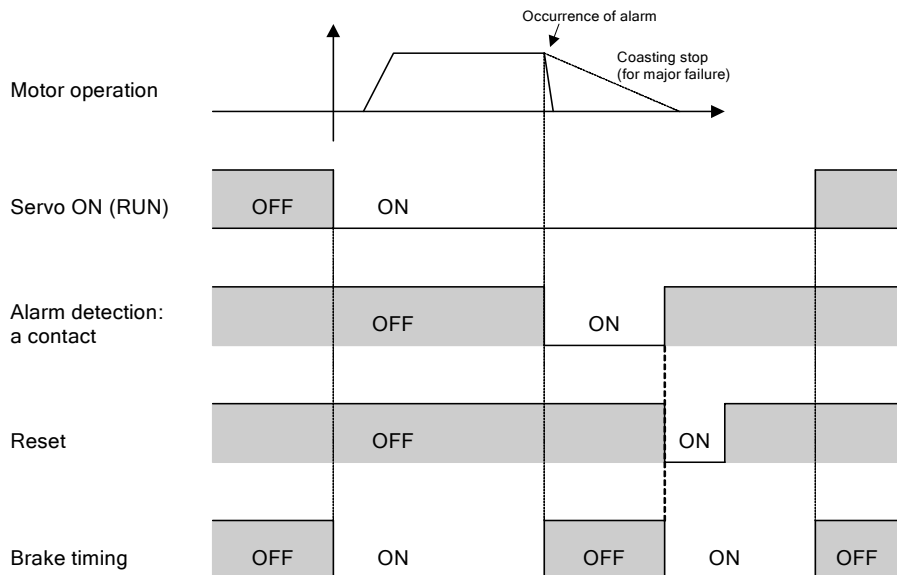 Occurrence of alarm
Coasting stop
(for major failure)
Motor operation
Servo ON (RUN)
OFF
ON
Alarm detection:
a contact
OFF
ON
Reset
OFF
ON
Brake timing
OFF
ON
OFF
ON
OFF